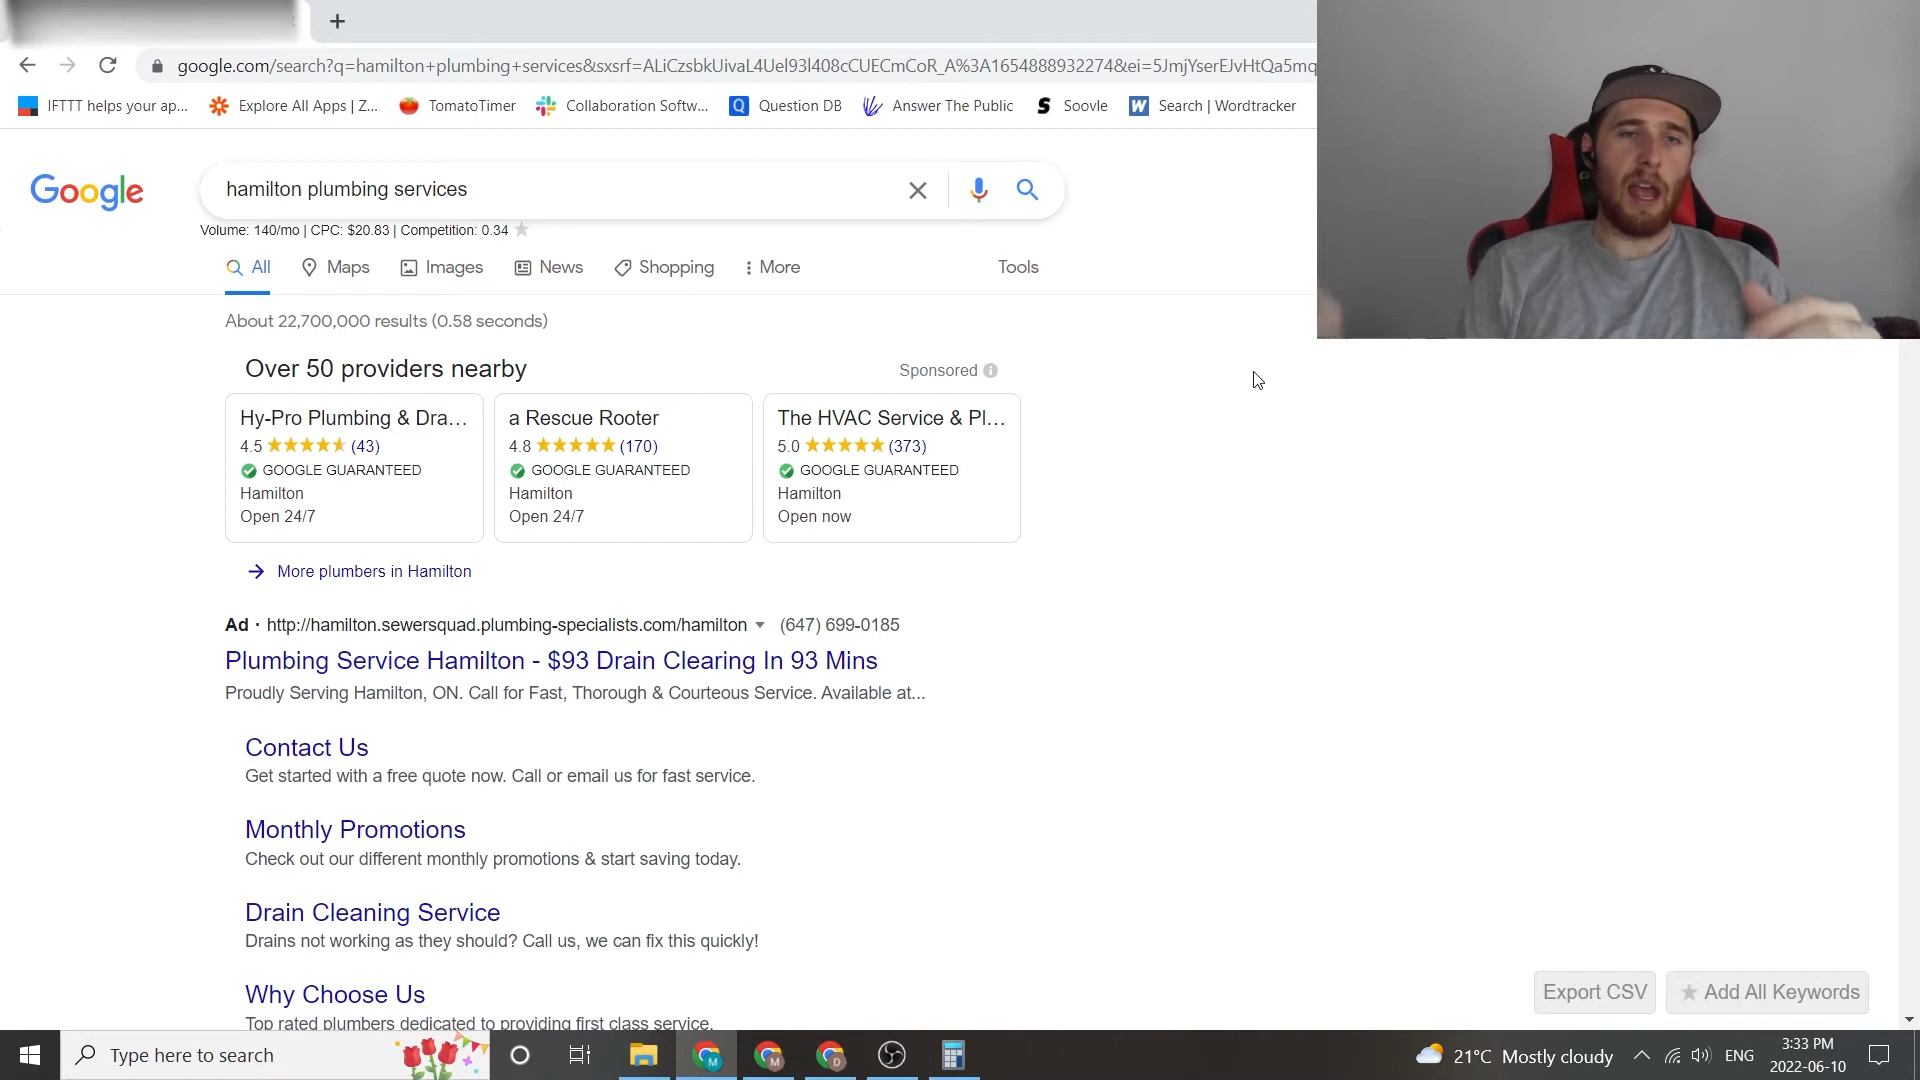 google.com/search?q=hamilton+plumbing+services&sxsrf=ALiCzsbkUivaL4Uel93l408cCUECmCoR_A%3A1654888932274&ei=5JmjYserEJvHtQa5mq
IFTTT helps your ap... Explore All Apps | Z... TomatoTimer Collaboration Softw... Question DB Answer The Public Soovle Search | Wordtracker
Google
hamilton plumbing services
Volume: 140/mo | CPC: $20.83 | Competition: 0.34
All Maps Images News Shopping More Tools
About 22,700,000 results (0.58 seconds)
Over 50 providers nearby Sponsored
Hy-Pro Plumbing & Dra... a Rescue Rooter The HVAC Service & Pl...
4.5 (43) 4.8 (170) 5.0 (373)
GOOGLE GUARANTEED GOOGLE GUARANTEED GOOGLE GUARANTEED
Hamilton Hamilton Hamilton
Open 24/7 Open 24/7 Open now
More plumbers in Hamilton
Ad · http://hamilton.sewersquad.plumbing-specialists.com/hamilton (647) 699-0185
Plumbing Service Hamilton - $93 Drain Clearing In 93 Mins
Proudly Serving Hamilton, ON. Call for Fast, Thorough & Courteous Service. Available at...
Contact Us
Get started with a free quote now. Call or email us for fast service.
Monthly Promotions
Check out our different monthly promotions & start saving today.
Drain Cleaning Service
Drains not working as they should? Call us, we can fix this quickly!
Why Choose Us
Top rated plumbers dedicated to providing first class service.
Export CSV Add All Keywords
Type here to search
21°C Mostly cloudy ENG
3:33 PM
2022-06-10